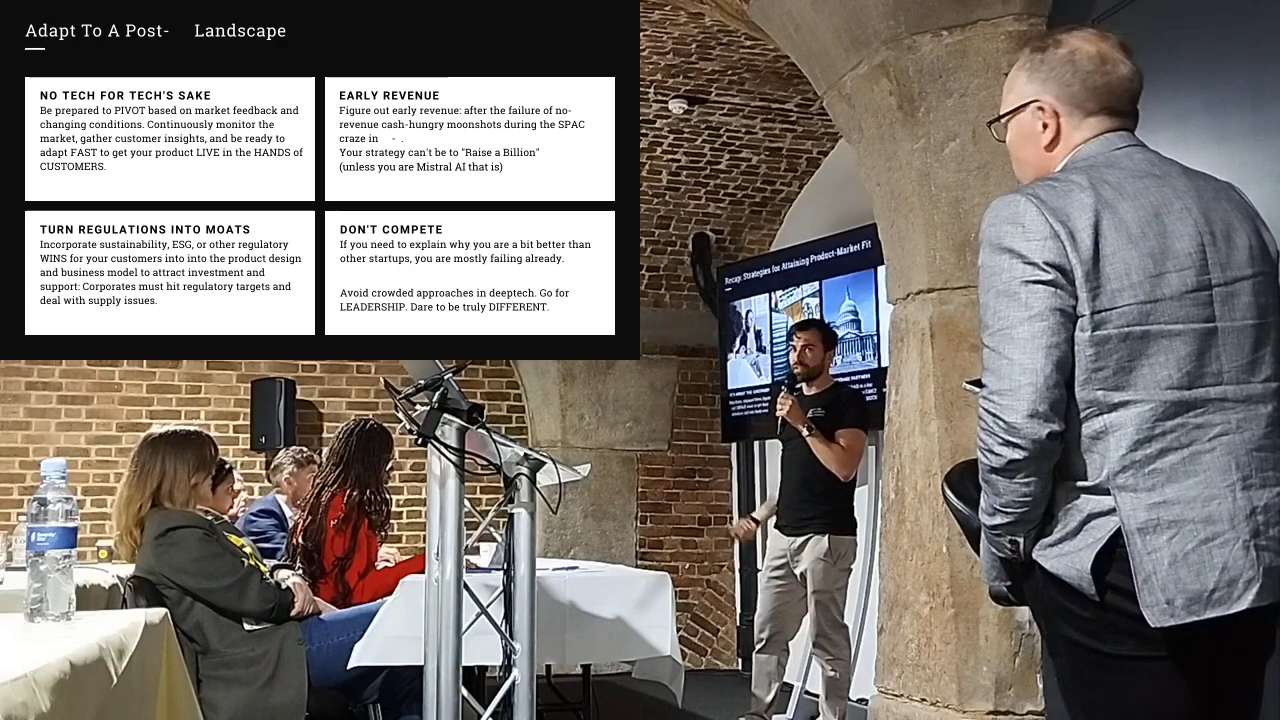 Adapt To A Post- Landscape
NO TECH FOR TECH'S SAKE
Be prepared to PIVOT based on market feedback and
changing conditions. Continuously monitor the
market, gather customer insights, and be ready to
adapt FAST to get your product LIVE in the HANDS of
CUSTOMERS.
EARLY REVENUE
Figure out early revenue: after the failure of no-
revenue cash-hungry moonshots during the SPAC
craze in - .
Your strategy can't be to "Raise a Billion"
(unless you are Mistral AI that is)
TURN REGULATIONS INTO MOATS
Incorporate sustainability, ESG, or other regulatory
WINS for your customer into into the product design
and business model to attract investment and
support: Corporates must hit regulatory targets and
deal with supply issues.
DON'T COMPETE
If you need to explain why you are a bit better than
other startups, you are mostly failing already.
Avoid crowded approaches in deeptech. Go for
LEADERSHIP. Dare to be truly DIFFERENT.
Recap: Strategies for Attaining Product-Market Fit